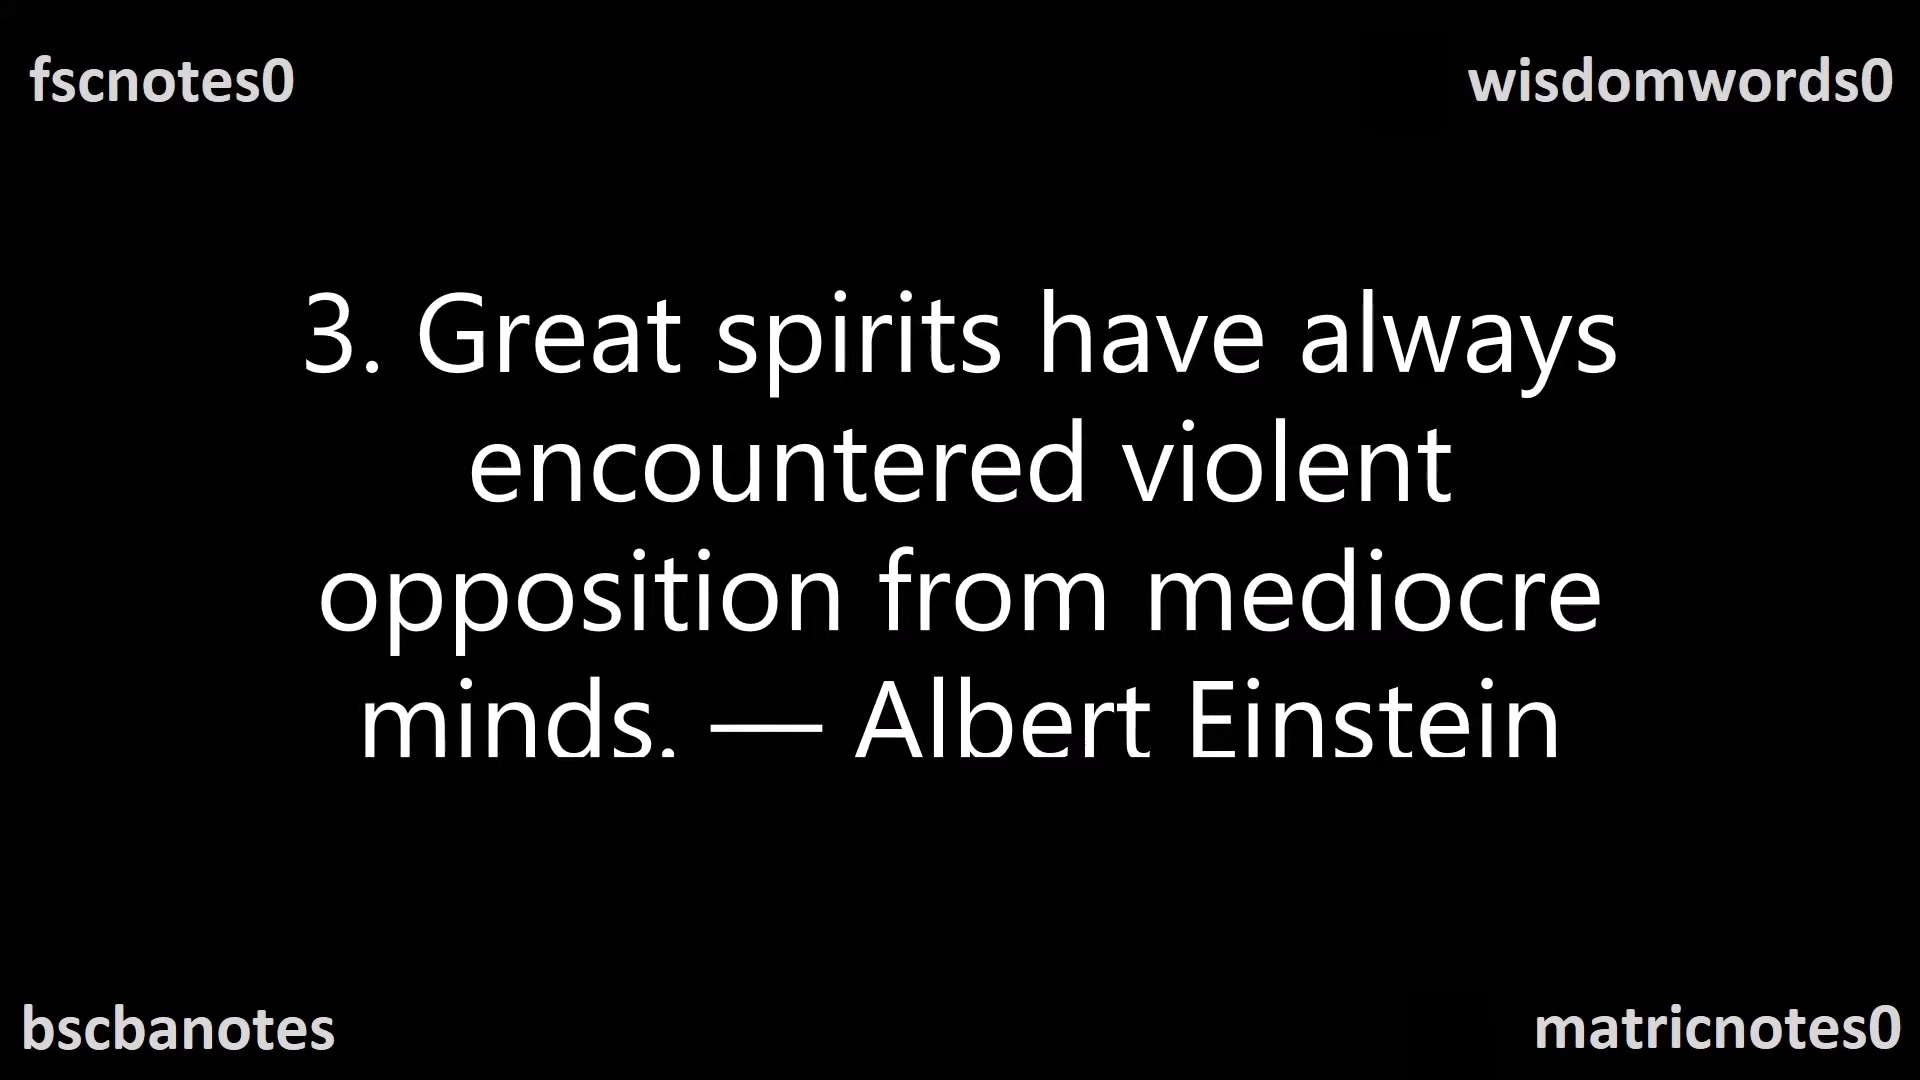 fscnotes0
wisdomwords0
3. Great spirits have always
encountered violent
opposition from mediocre
minds. — Albert Einstein
bscbanotes
matricnotes0